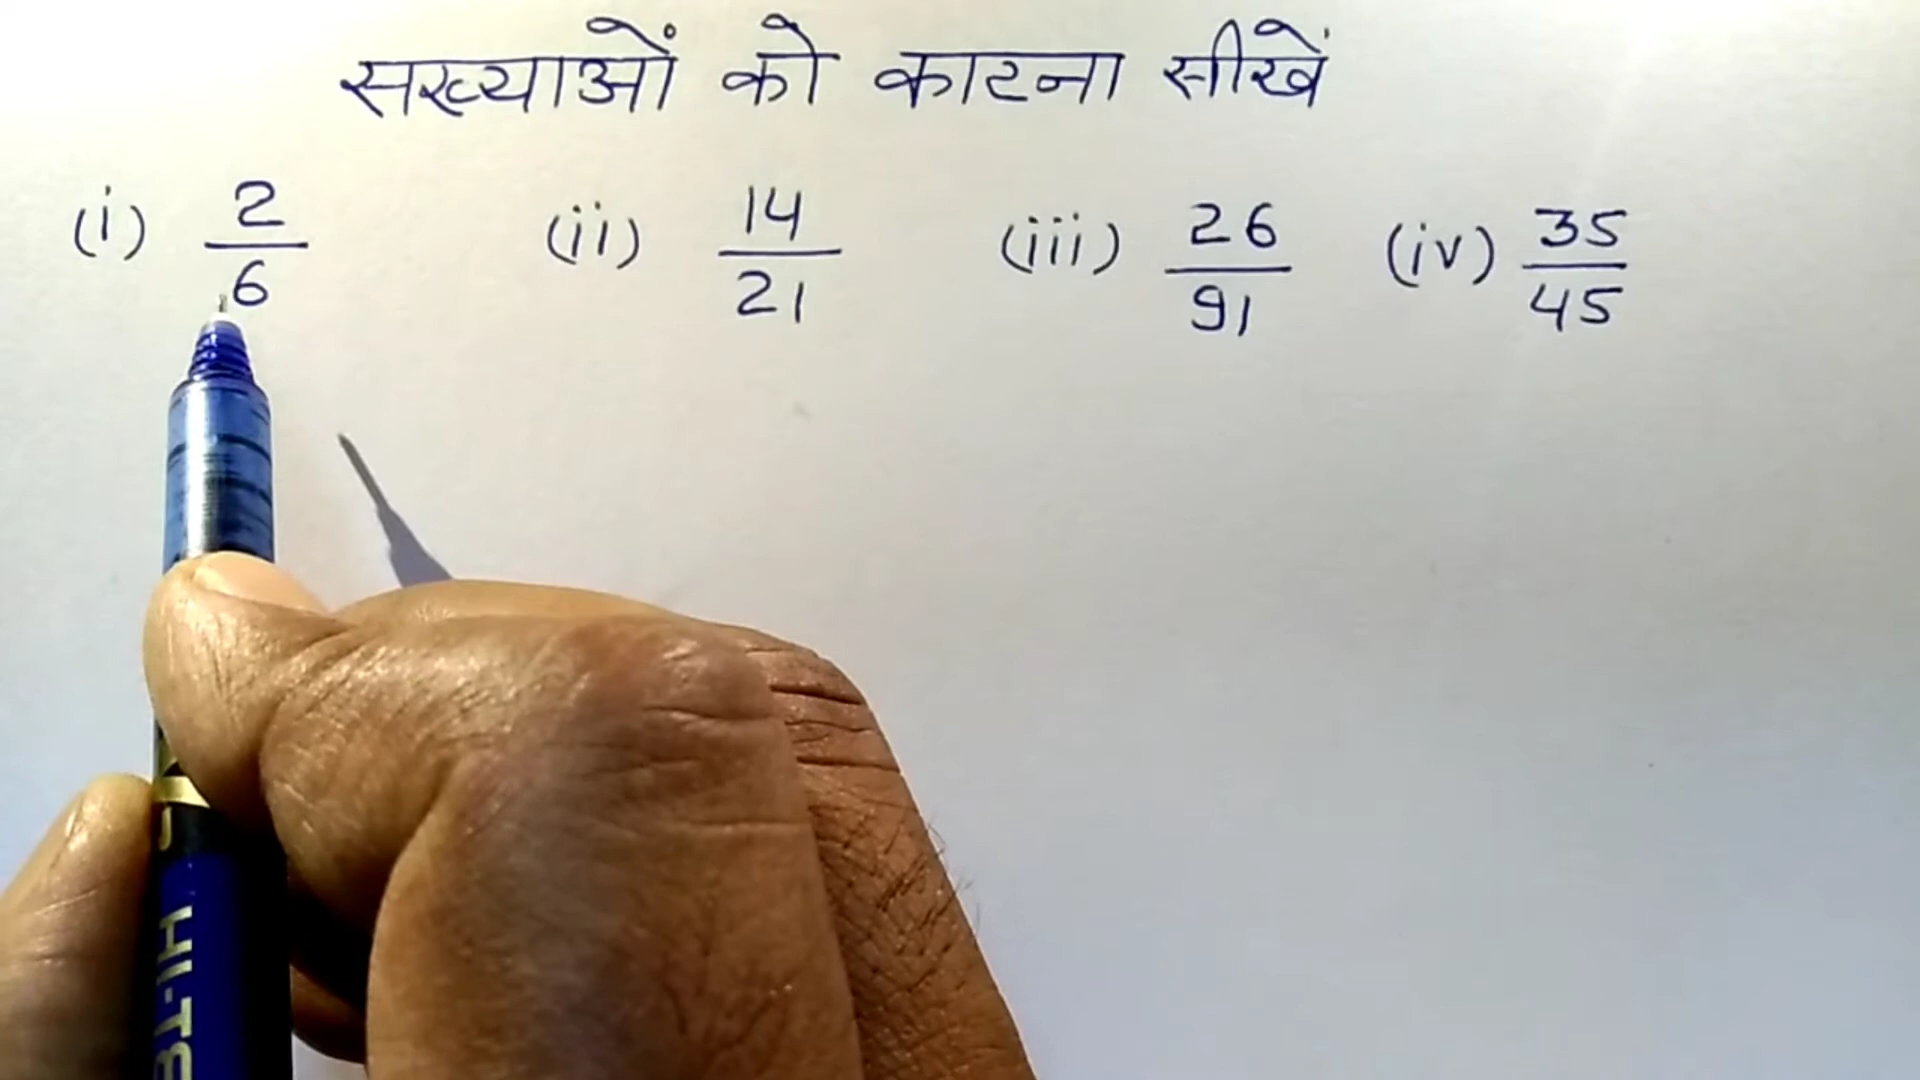 सख्याओं को काटना सीखें
(i) 2/6 (ii) 14/21 (iii) 26/91 (iv) 35/45
HI-TE